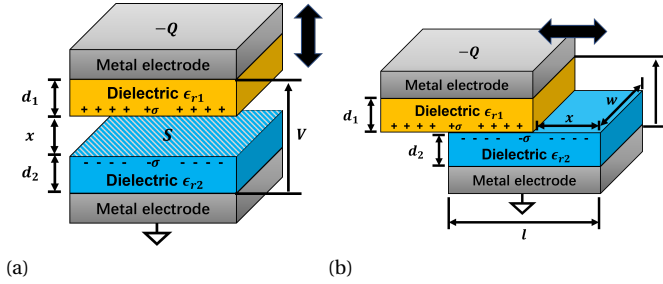 −Q
Metal electrode
d₁
Dielectric ϵr1
+ + + + +σ + + + +
x
S
V
- - - - -σ - - - -
d₂
Dielectric ϵr2
Metal electrode
(a)
−Q
Metal electrode
d₁
Dielectric ϵr1
+ + + + +σ + + + +
x
w
d₂
- - - - -σ - - - -
Dielectric ϵr2
Metal electrode
l
(b)